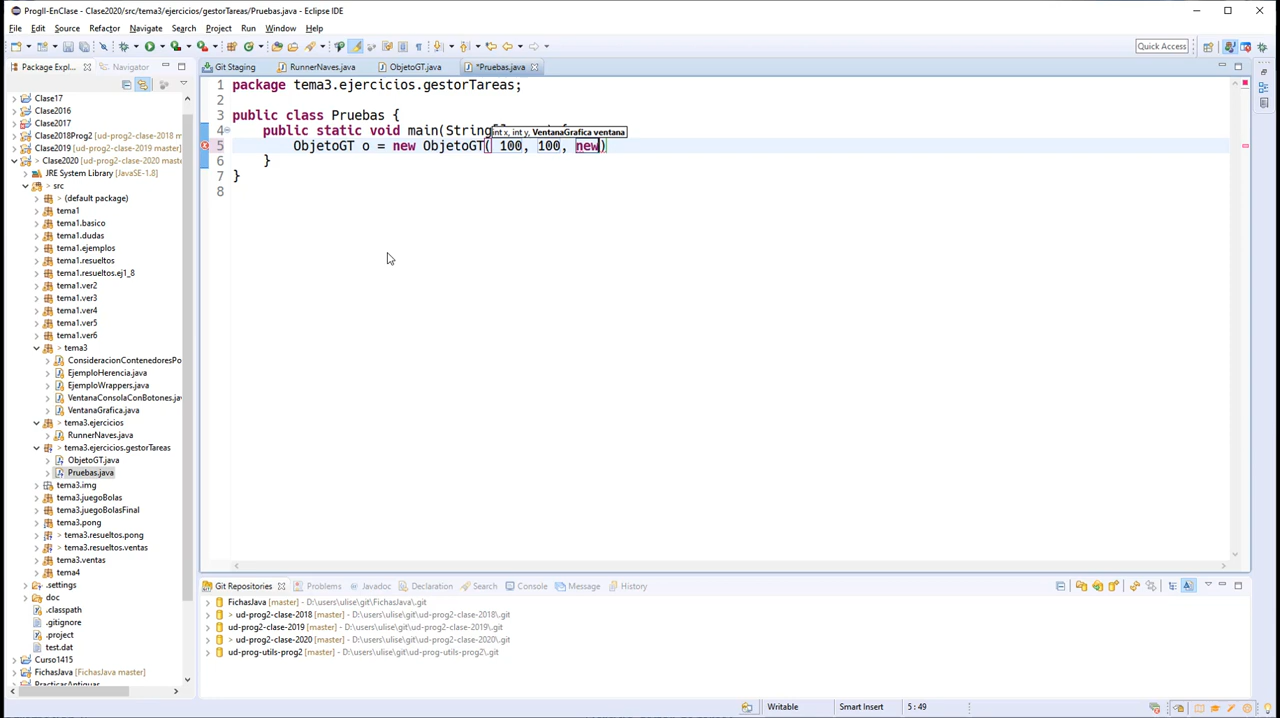 ProgII-EnClase - Clase2020/src/tema3/ejercicios/gestorTareas/Pruebas.java - Eclipse IDE
File Edit Source Refactor Navigate Search Project Run Window Help
Quick Access
Package Expl...
Navigator
Git Staging
RunnerNaves.java
ObjetoGT.java
*Pruebas.java
1 package tema3.ejercicios.gestorTareas;
2
3 public class Pruebas {
4 public static void main(String
int x, int y, VentanaGrafica ventana
5 ObjetoGT o = new ObjetoGT( 100, 100, new)
6 }
7 }
8
Clase17
Clase2016
Clase2017
Clase2018Prog2 [ud-prog2-clase-2018 m
Clase2019 [ud-prog2-clase-2019 master]
> Clase2020 [ud-prog2-clase-2020 master
JRE System Library [JavaSE-1.8]
> src
> (default package)
tema1
tema1.basico
tema1.dudas
tema1.ejemplos
tema1.resueltos
tema1.resueltos.ej1_8
tema1.ver2
tema1.ver3
tema1.ver4
tema1.ver5
tema1.ver6
> tema3
ConsideracionContenedoresPo
EjemploHerencia.java
EjemploWrappers.java
VentanaConsolaConBotones.jav
VentanaGrafica.java
> tema3.ejercicios
RunnerNaves.java
> tema3.ejercicios.gestorTareas
ObjetoGT.java
Pruebas.java
> tema3.img
tema3.juegoBolas
tema3.juegoBolasFinal
tema3.pong
> tema3.resueltos.pong
> tema3.resueltos.ventas
tema3.ventas
tema4
.settings
doc
.classpath
.gitignore
.project
test.dat
Curso1415
FichasJava [FichasJava master]
PracticasAntiguas
Git Repositories
Problems
Javadoc
Declaration
Search
Console
Message
History
FichasJava [master] - D:\users\ulise\git\FichasJava\.git
> ud-prog2-clase-2018 [master] - D:\users\ulise\git\ud-prog2-clase-2018\.git
ud-prog2-clase-2019 [master] - D:\users\ulise\git\ud-prog2-clase-2019\.git
> ud-prog2-clase-2020 [master] - D:\users\ulise\git\ud-prog2-clase-2020\.git
ud-prog-utils-prog2 [master] - D:\users\ulise\git\ud-prog-utils-prog2\.git
Writable
Smart Insert
5 : 49